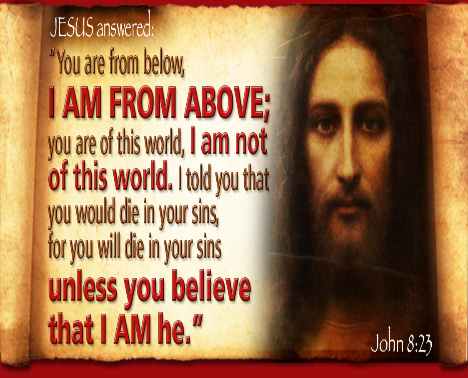 JESUS answered:
"You are from below,
I AM FROM ABOVE;
you are of this world, I am not
of this world. I told you that
you would die in your sins,
for you will die in your sins
unless you believe
that I AM he."
John 8:23